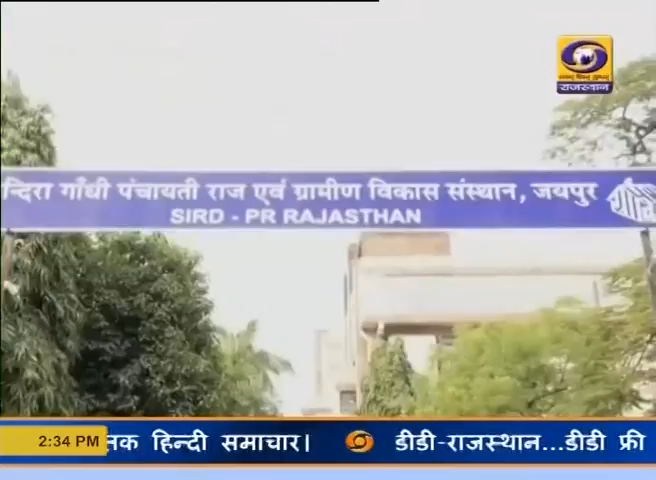 राजस्थान
न्दिरा गाँधी पंचायती राज एवं ग्रामीण विकास संस्थान, जयपुर
SIRD - PR RAJASTHAN
2:34 PM
नक हिन्दी समाचार। डीडी-राजस्थान...डीडी फ्री